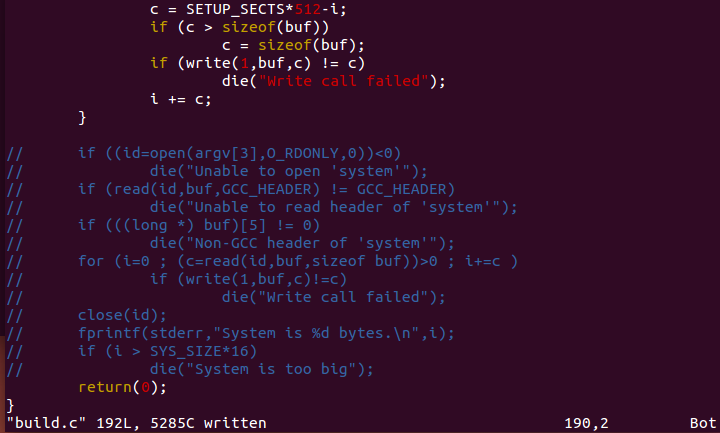 c = SETUP_SECTS*512-i;
                if (c > sizeof(buf))
                        c = sizeof(buf);
                if (write(1,buf,c) != c)
                        die("Write call failed");
                i += c;
        }

//      if ((id=open(argv[3],O_RDONLY,0))<0)
//              die("Unable to open 'system'");
//      if (read(id,buf,GCC_HEADER) != GCC_HEADER)
//              die("Unable to read header of 'system'");
//      if (((long *) buf)[5] != 0)
//              die("Non-GCC header of 'system'");
//      for (i=0 ; (c=read(id,buf,sizeof buf))>0 ; i+=c )
//              if (write(1,buf,c)!=c)
//                      die("Write call failed");
//      close(id);
//      fprintf(stderr,"System is %d bytes.\n",i);
//      if (i > SYS_SIZE*16)
//              die("System is too big");
        return(0);
}
"build.c" 192L, 5285C written                                 190,2         Bot